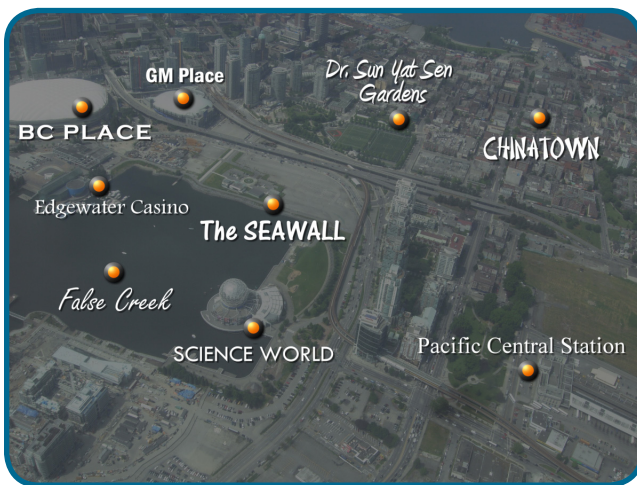 GM Place
Dr. Sun Yat Sen
Gardens
BC PLACE
CHINATOWN
Edgewater Casino
The SEAWALL
False Creek
SCIENCE WORLD
Pacific Central Station